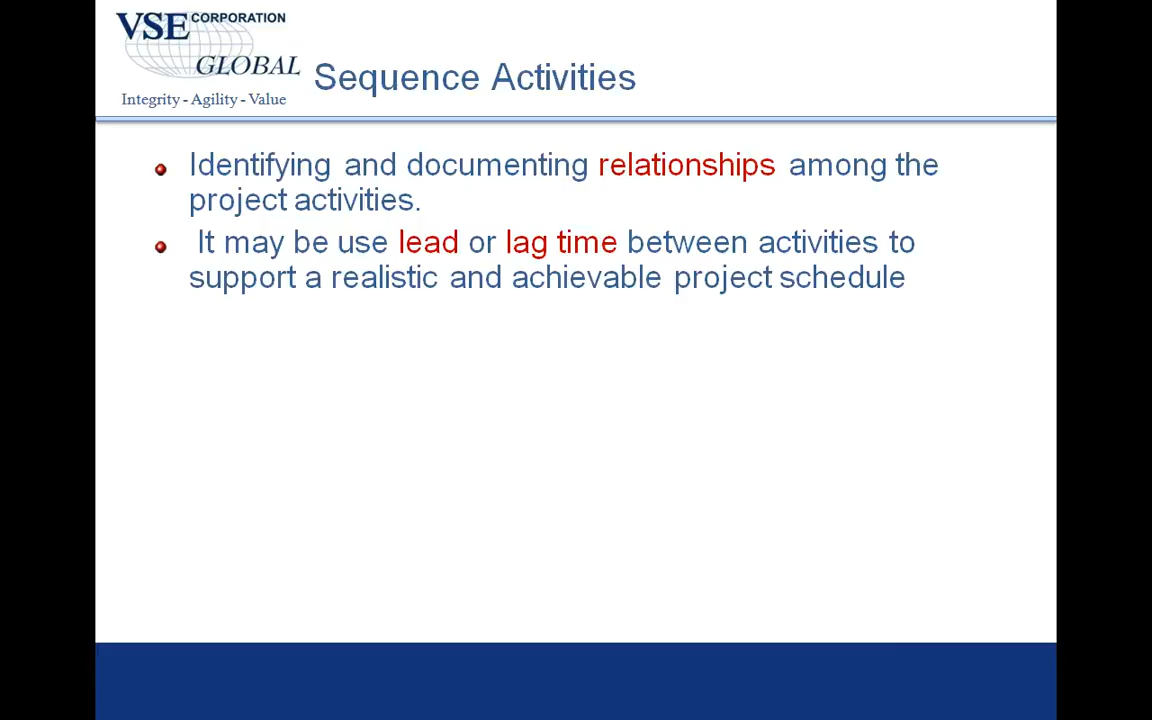 VSE CORPORATION
GLOBAL
Integrity - Agility - Value
Sequence Activities
Identifying and documenting relationships among the
project activities.
It may be use lead or lag time between activities to
support a realistic and achievable project schedule